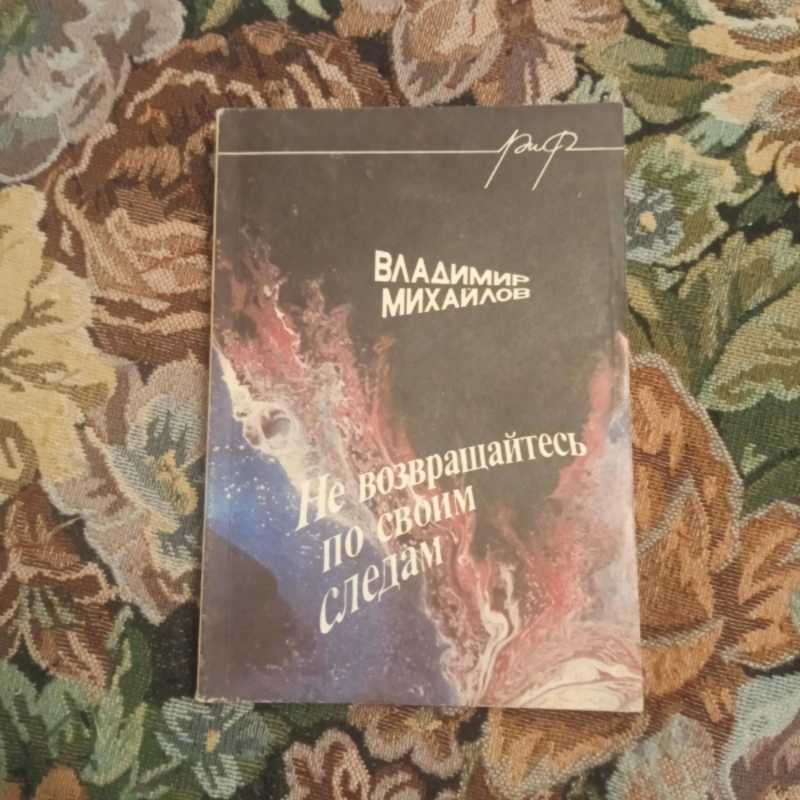 РиФ
ВЛАДИМИР
МИХАЙЛОВ
Не возвращайтесь
по своим
следам